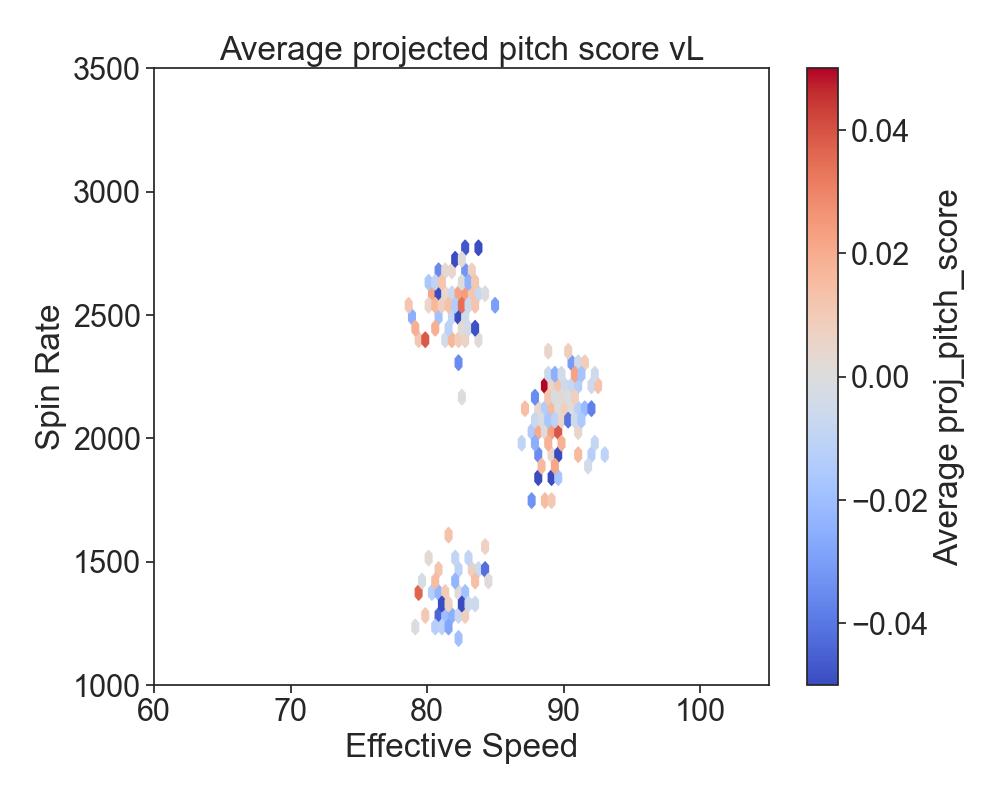 Average projected pitch score vL
3500
3000
2500
2000
1500
1000
Spin Rate
60 70 80 90 100
Effective Speed
0.04
0.02
0.00
−0.02
−0.04
Average proj_pitch_score